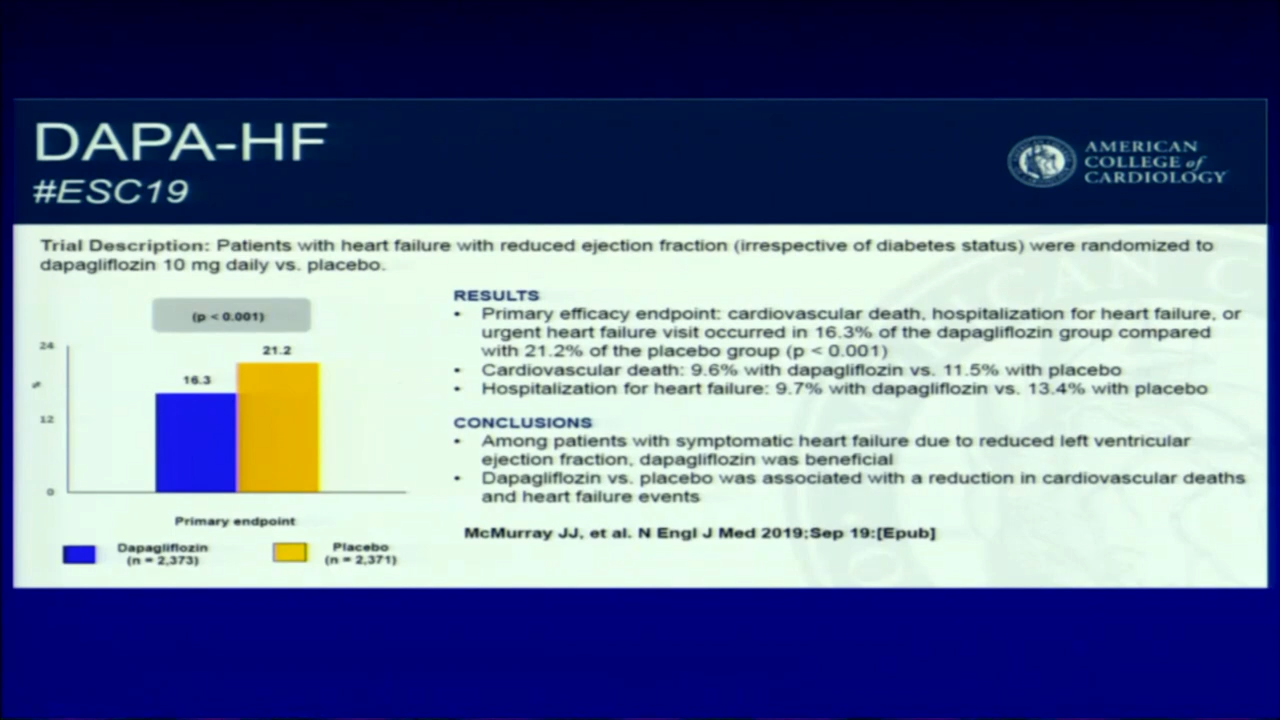 DAPA-HF
#ESC19
AMERICAN
COLLEGE of
CARDIOLOGY
Trial Description: Patients with heart failure with reduced ejection fraction (irrespective of diabetes status) were randomized to
dapagliflozin 10 mg daily vs. placebo.
(p < 0.001)
24
%
12
0
16.3
21.2
Primary endpoint
Dapagliflozin
(n = 2,373)
Placebo
(n = 2,371)
RESULTS
• Primary efficacy endpoint: cardiovascular death, hospitalization for heart failure, or
urgent heart failure visit occurred in 16.3% of the dapagliflozin group compared
with 21.2% of the placebo group (p < 0.001)
• Cardiovascular death: 9.6% with dapagliflozin vs. 11.5% with placebo
• Hospitalization for heart failure: 9.7% with dapagliflozin vs. 13.4% with placebo
CONCLUSIONS
• Among patients with symptomatic heart failure due to reduced left ventricular
ejection fraction, dapagliflozin was beneficial
• Dapagliflozin vs. placebo was associated with a reduction in cardiovascular deaths
and heart failure events
McMurray JJ, et al. N Engl J Med 2019;Sep 19:[Epub]